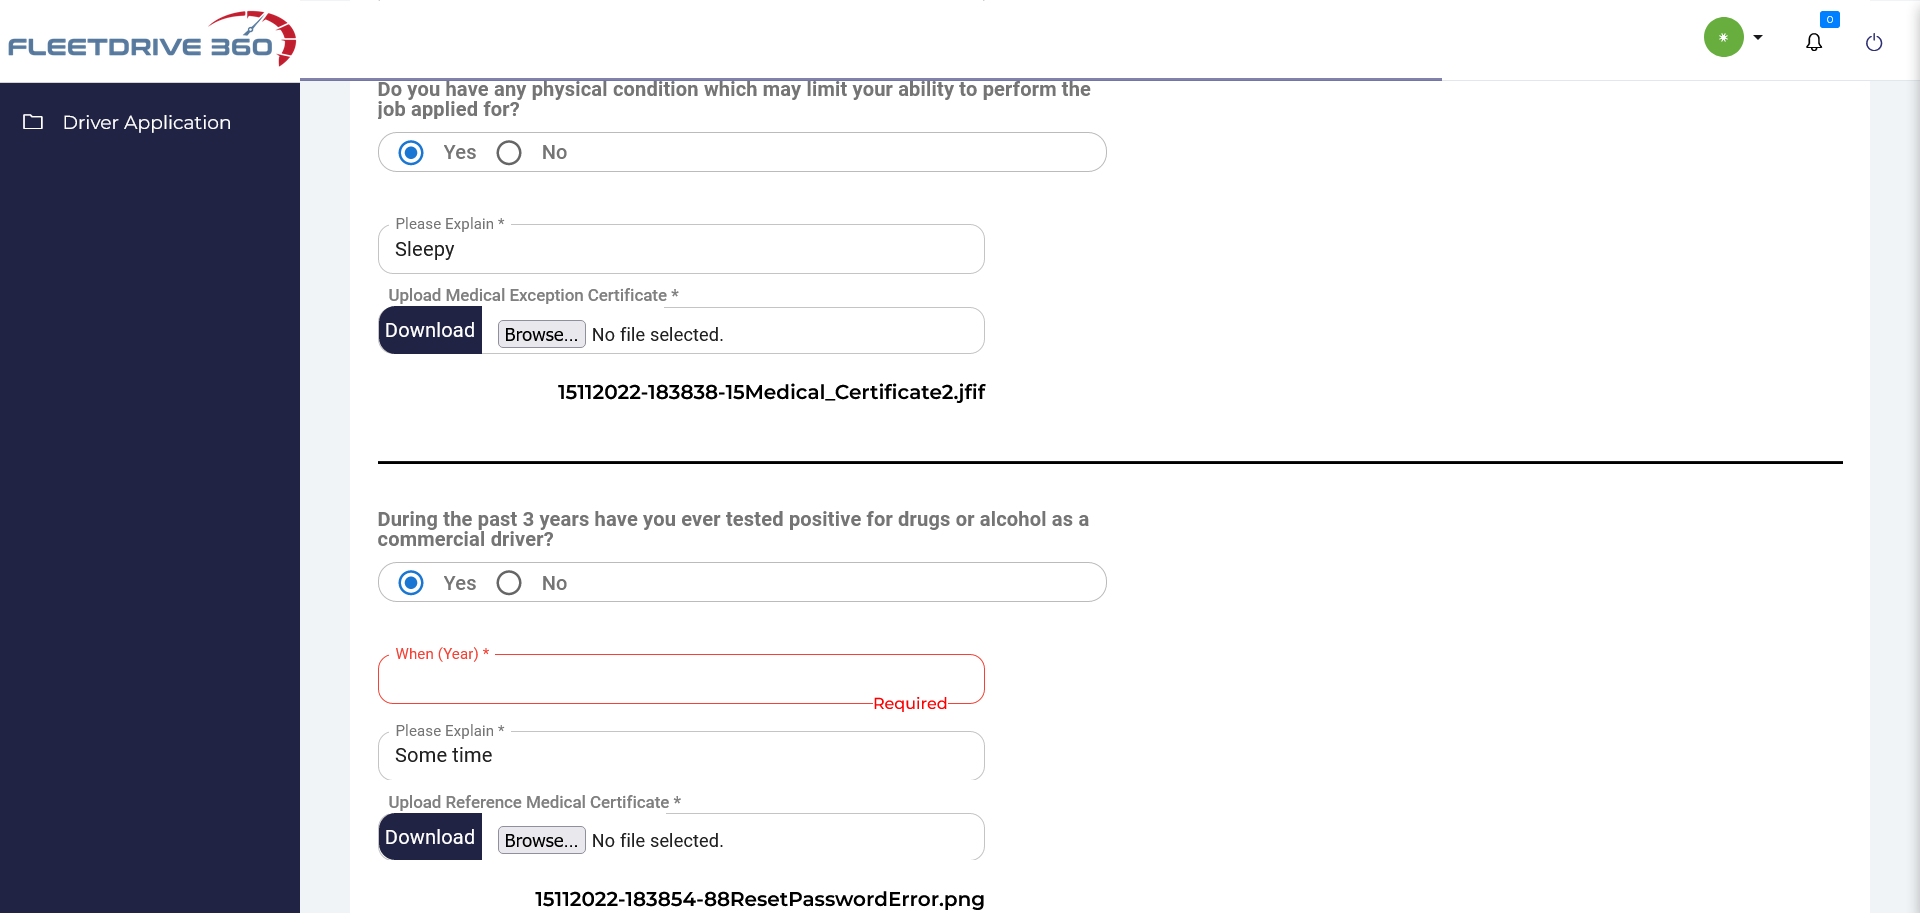 FLEETDRIVE 360
0
Driver Application
Do you have any physical condition which may limit your ability to perform the
job applied for?
Yes No
Please Explain *
Sleepy
Upload Medical Exception Certificate *
Download Browse... No file selected.
15112022-183838-15Medical_Certificate2.jfif
During the past 3 years have you ever tested positive for drugs or alcohol as a
commercial driver?
Yes No
When (Year) *
Required
Please Explain *
Some time
Upload Reference Medical Certificate *
Download Browse... No file selected.
15112022-183854-88ResetPasswordError.png